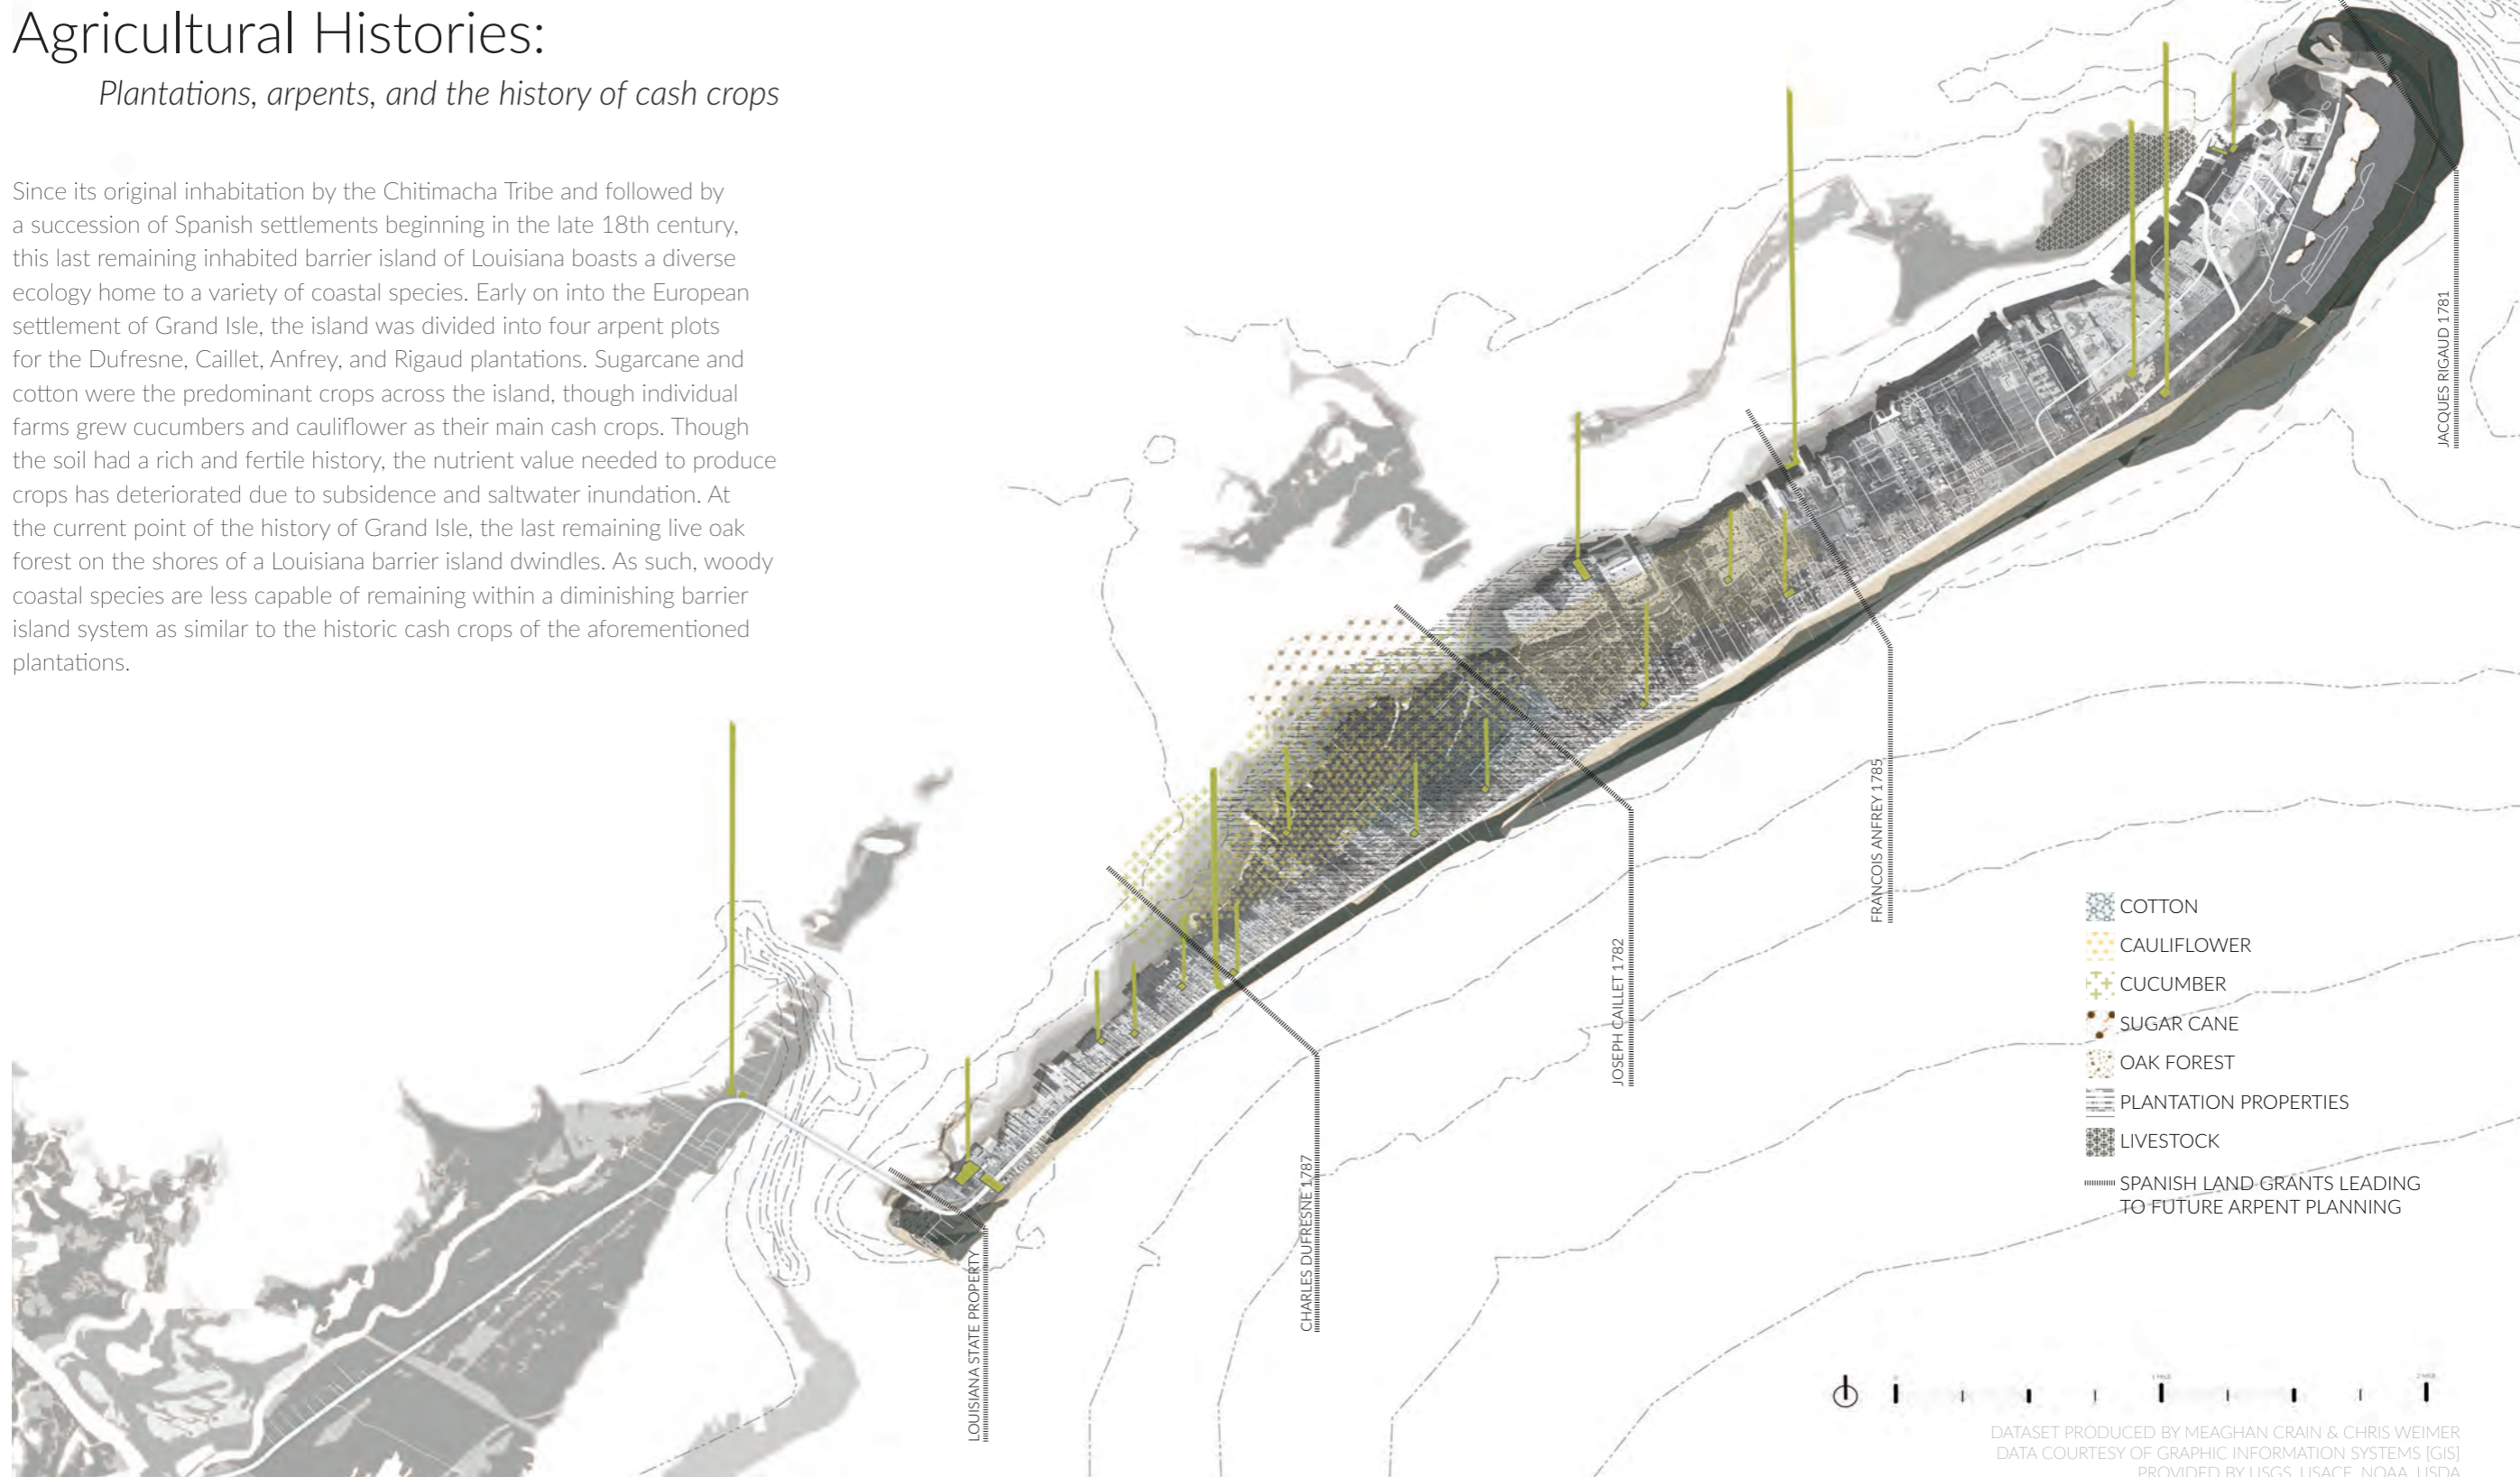 Agricultural Histories:
Plantations, arpents, and the history of cash crops
Since its original inhabitation by the Chitimacha Tribe and followed by
a succession of Spanish settlements beginning in the late 18th century,
this last remaining inhabited barrier island of Louisiana boasts a diverse
ecology home to a variety of coastal species. Early on into the European
settlement of Grand Isle, the island was divided into four arpent plots
for the Dufresne, Caillet, Anfrey, and Rigaud plantations. Sugarcane and
cotton were the predominant crops across the island, though individual
farms grew cucumbers and cauliflower as their main cash crops. Though
the soil had a rich and fertile history, the nutrient value needed to produce
crops has deteriorated due to subsidence and saltwater inundation. At
the current point of the history of Grand Isle, the last remaining live oak
forest on the shores of a Louisiana barrier island dwindles. As such, woody
coastal species are less capable of remaining within a diminishing barrier
island system as similar to the historic cash crops of the aforementioned
plantations.
JACQUES RIGAUD 1781
FRANCOIS ANFREY 1785
JOSEPH CAILLET 1782
CHARLES DUFRESNE 1787
LOUISIANA STATE PROPERTY
COTTON
CAULIFLOWER
CUCUMBER
SUGAR CANE
OAK FOREST
PLANTATION PROPERTIES
LIVESTOCK
SPANISH LAND GRANTS LEADING
TO FUTURE ARPENT PLANNING
0
1 MILE
2 MILE
DATASET PRODUCED BY MEAGHAN CRAIN & CHRIS WEIMER
DATA COURTESY OF GRAPHIC INFORMATION SYSTEMS [GIS]
PROVIDED BY USGS, USACE, NOAA, USDA